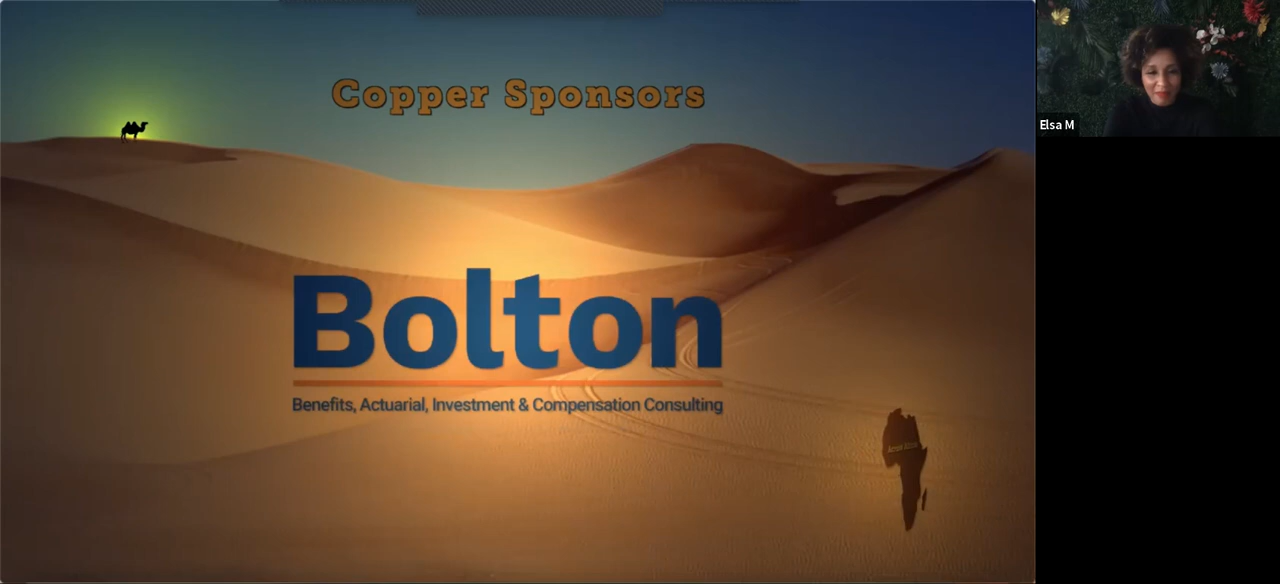 Copper Sponsors
Elsa M
Bolton
Benefits, Actuarial, Investment & Compensation Consulting